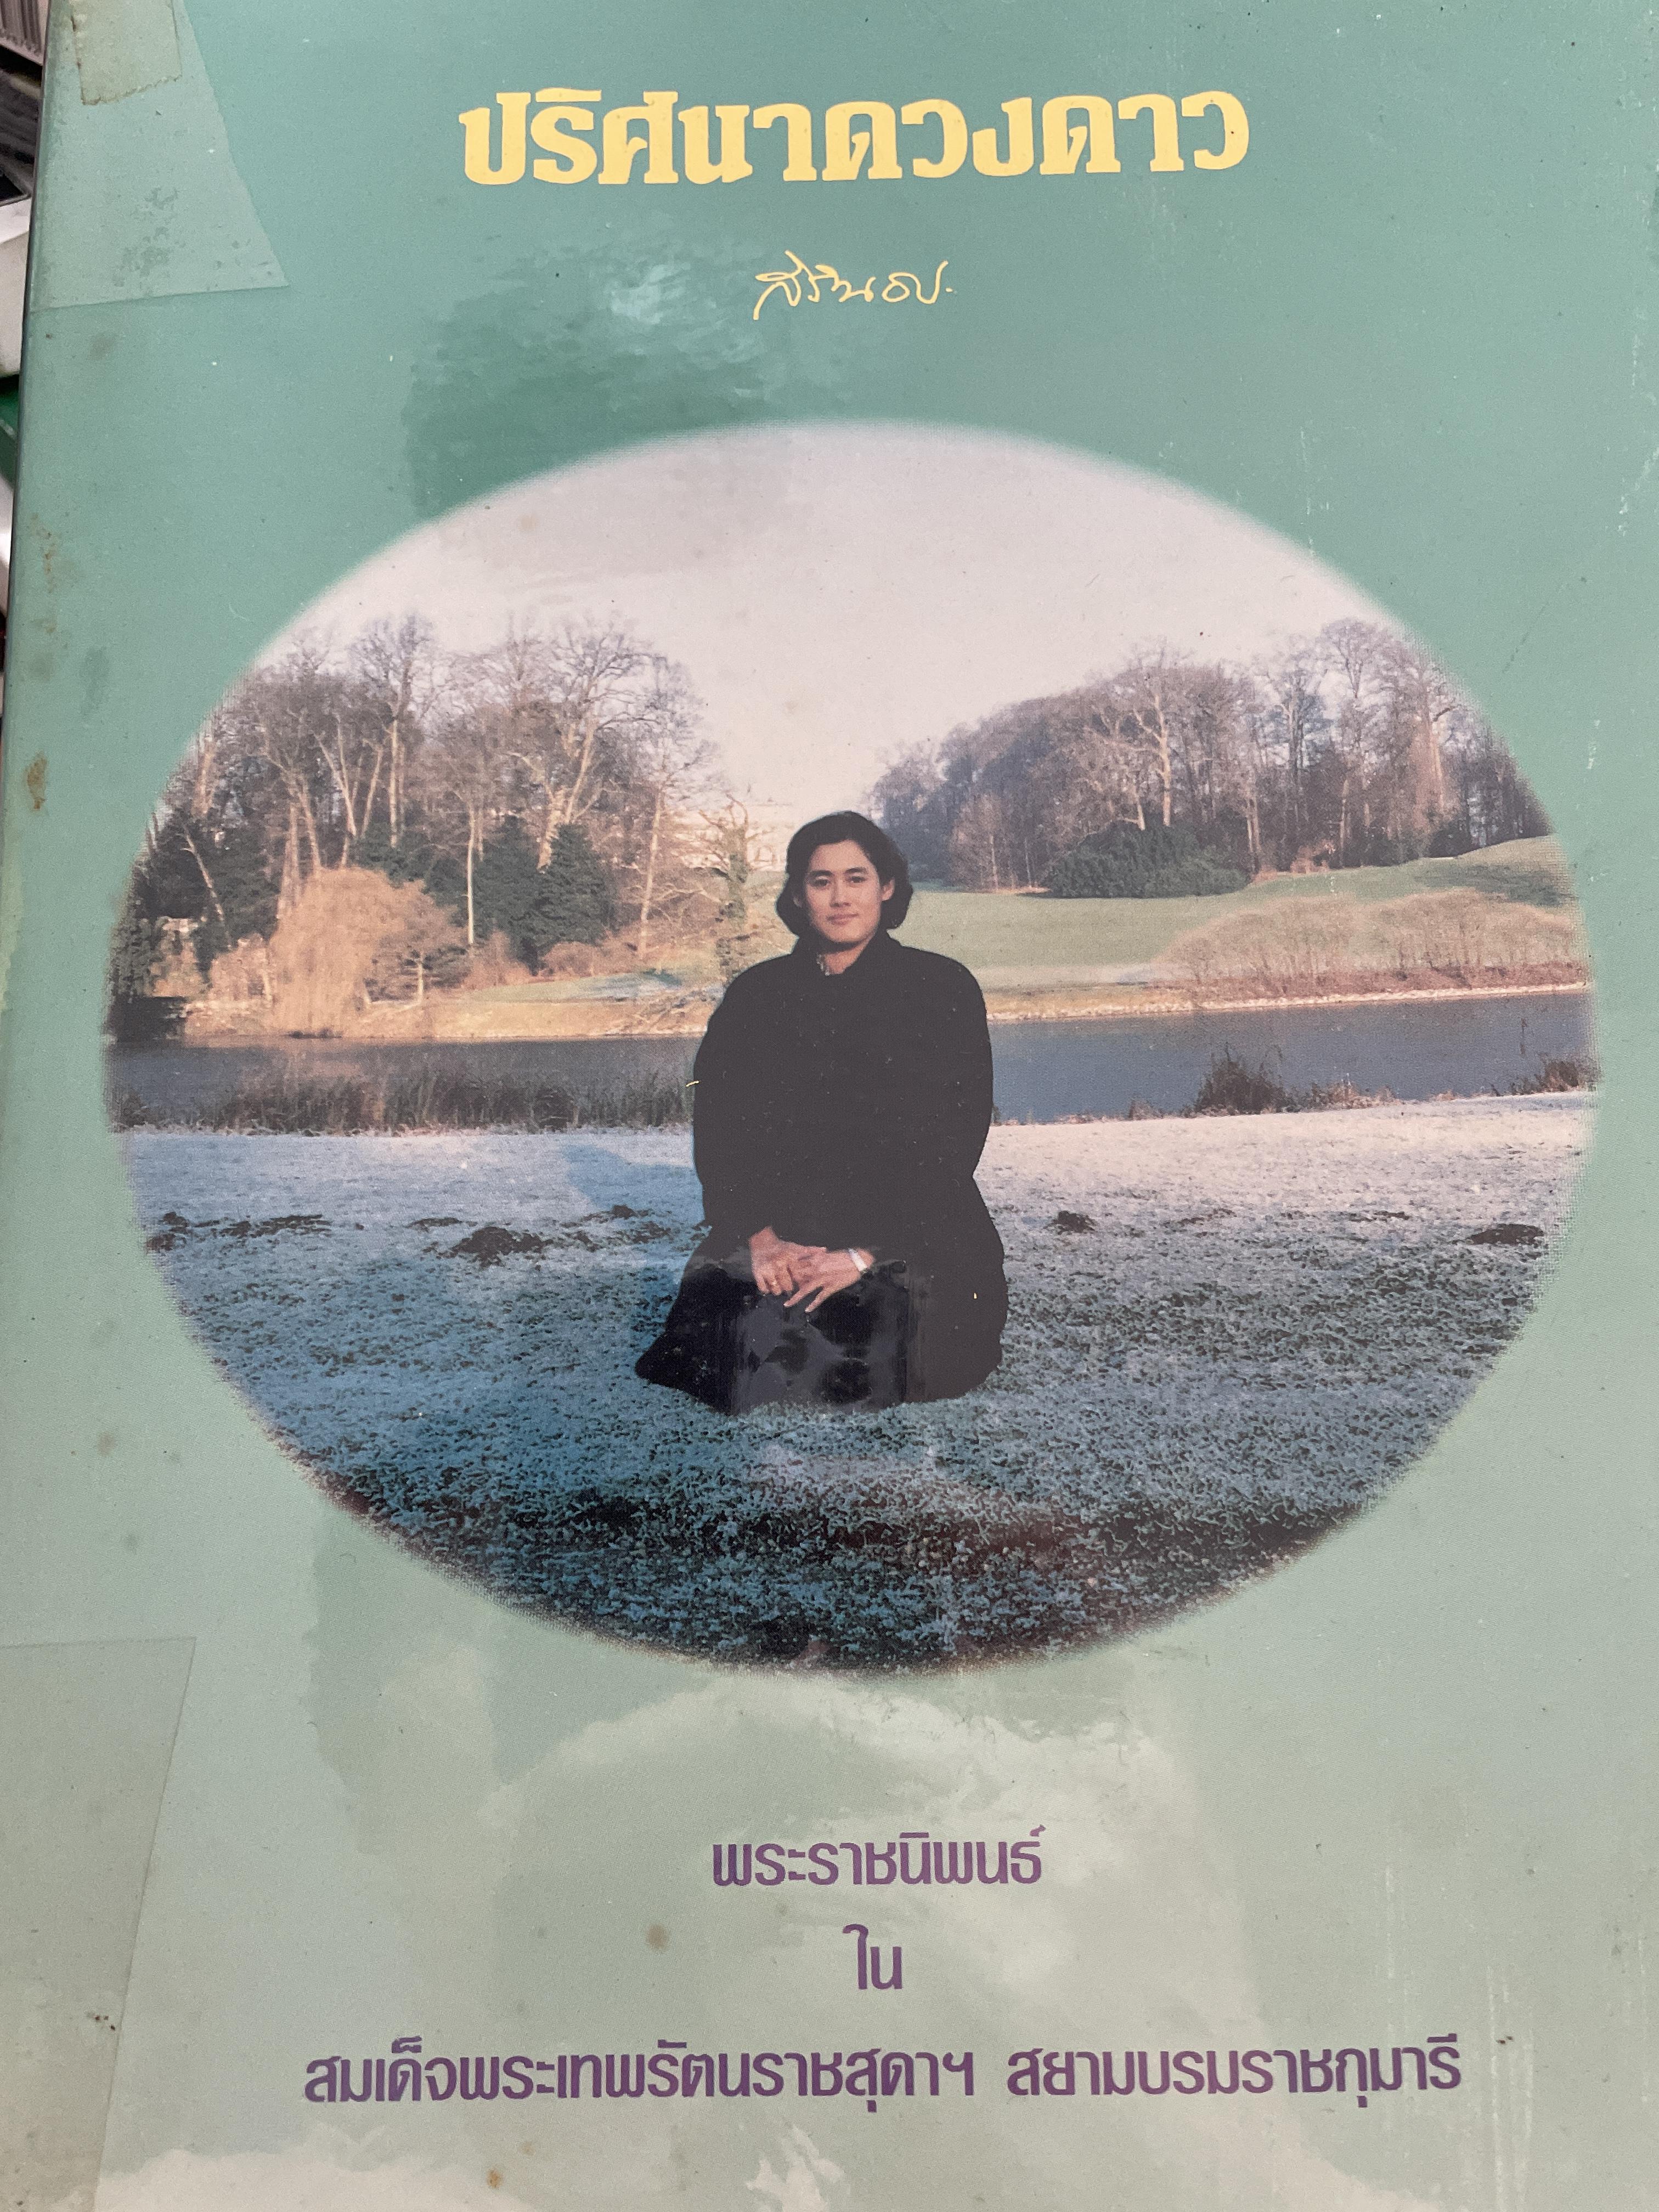 ปริศนาดวงดาว
สิรินธร
พระราชนิพนธ์
ใน
สมเด็จพระเทพรัตนราชสุดาฯ สยามบรมราชกุมารี